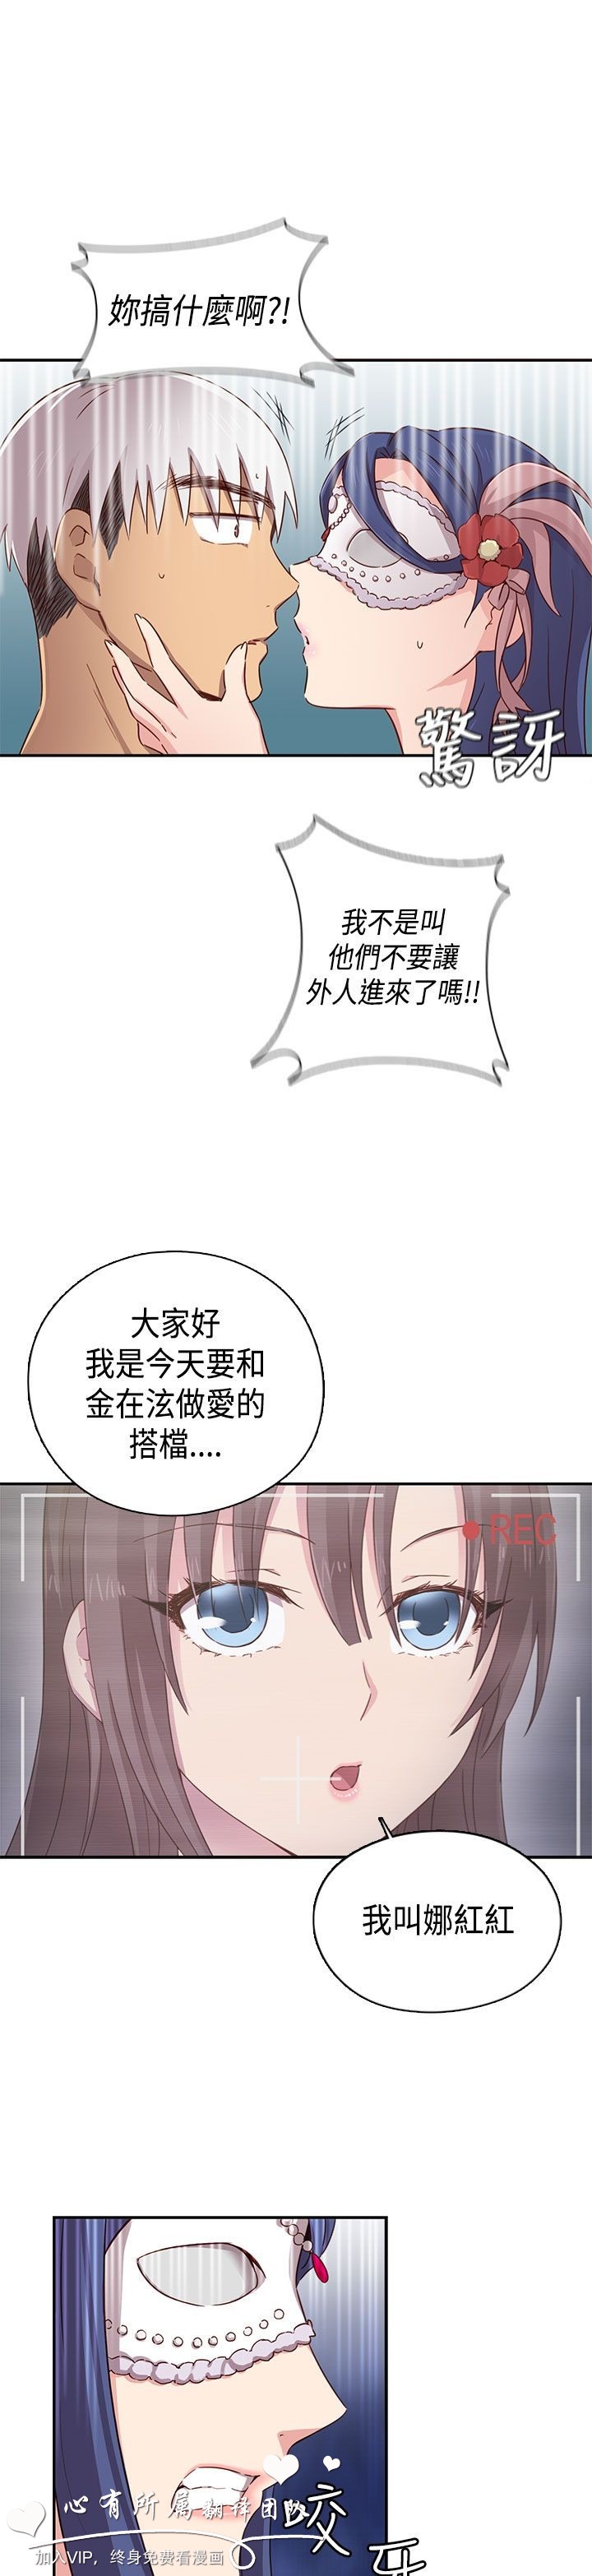 妳搞什麼啊?!
驚訝
我不是叫
他們不要讓
外人進來了嗎!!
大家好
我是今天要和
金在泫做愛的
搭檔....
REC
我叫娜紅紅
心有所属翻译团队
加入VIP，终身免费看漫画
咬牙